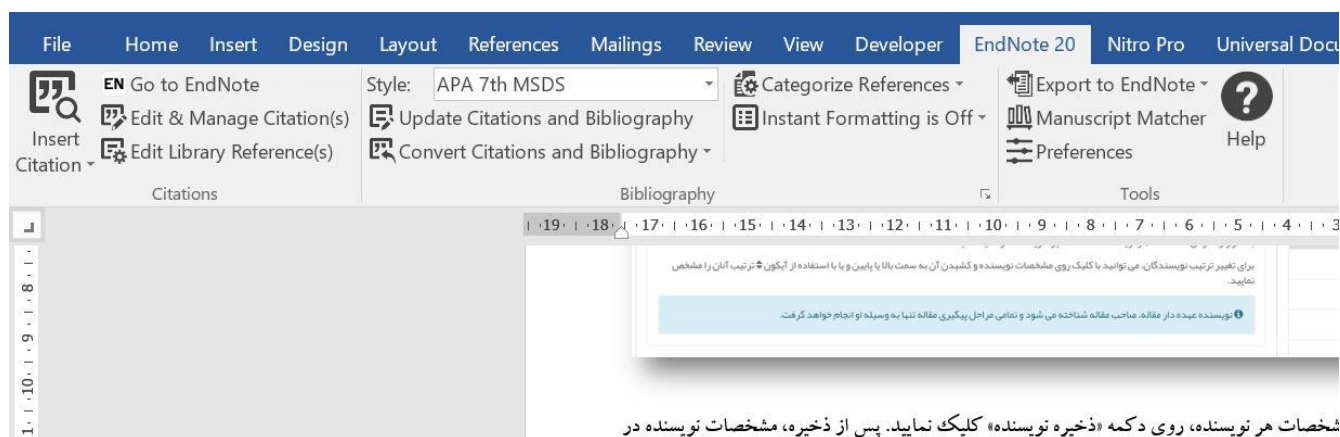 File Home Insert Design Layout References Mailings Review View Developer EndNote 20 Nitro Pro Universal Docu
Insert Citation
EN Go to EndNote
Edit & Manage Citation(s)
Edit Library Reference(s)
Citations
Style: APA 7th MSDS
Update Citations and Bibliography
Convert Citations and Bibliography
Categorize References
Instant Formatting is Off
Bibliography
Export to EndNote
Manuscript Matcher
Preferences
Tools
Help
19 18 17 16 15 14 13 12 11 10 9 8 7 6 5 4 3
8
9
10
برای تغییر ترتیب نویسندگان، می توانید با کلیک روی مشخصات نویسنده و کشیدن آن به سمت بالا یا پایین و یا با استفاده از آیکون ترتیب آنان را مشخص
نمایید.
نویسنده عهده دار مقاله، صاحب مقاله شناخته می شود و تمامی مراحل پیگیری مقاله تنها به وسیله او انجام خواهد گرفت.
شخصات هر نویسنده، روی دکمه «ذخیره نویسنده» کلیک نمایید. پس از ذخیره، مشخصات نویسنده در